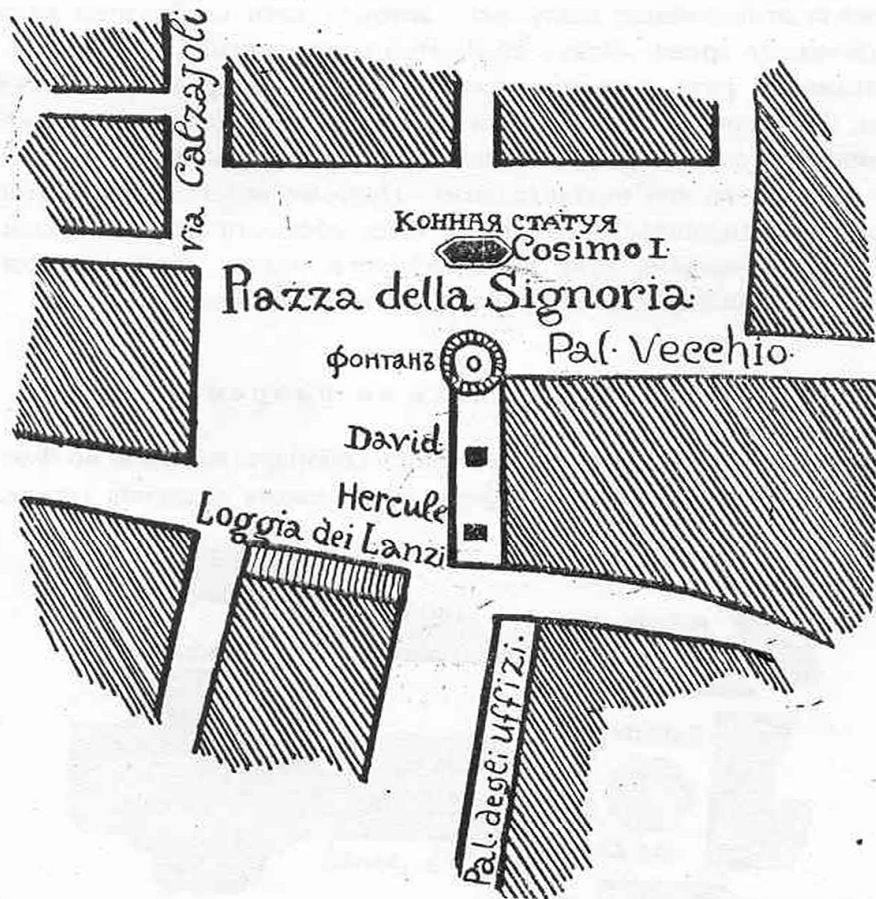 Via Calzajoli
КОННАЯ СТАТУЯ
Cosimo I.
Piazza della Signoria.
фонтанъ
Pal. Vecchio.
David
Hercule
Loggia dei Lanzi
Pal. degli Uffizi.